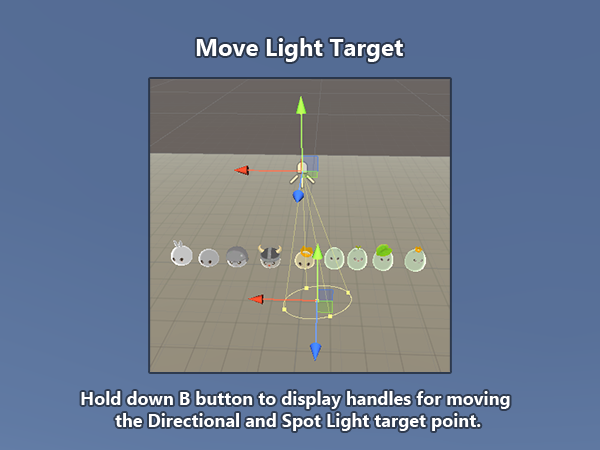 Move Light Target
Hold down B button to display handles for moving
the Directional and Spot Light target point.